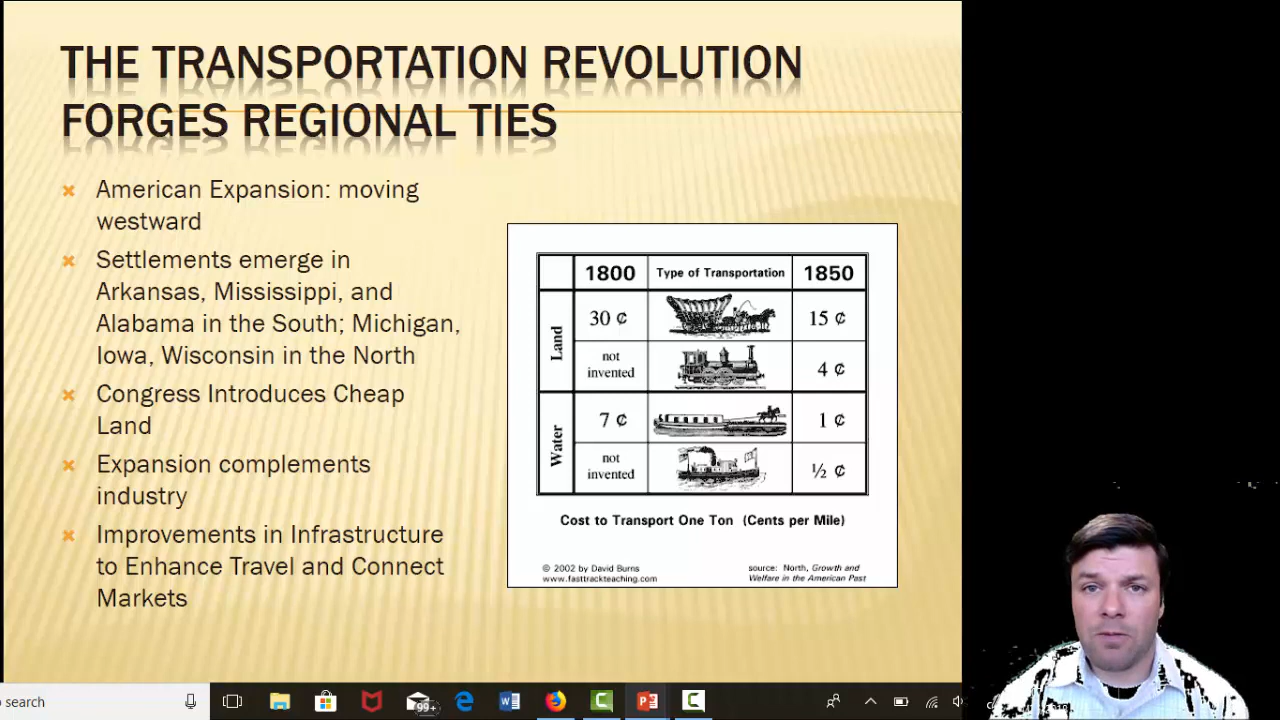 THE TRANSPORTATION REVOLUTION
FORGES REGIONAL TIES
American Expansion: moving
westward
Settlements emerge in
Arkansas, Mississippi, and
Alabama in the South; Michigan,
Iowa, Wisconsin in the North
Congress Introduces Cheap
Land
Expansion complements
industry
Improvements in Infrastructure
to Enhance Travel and Connect
Markets
1800 Type of Transportation 1850
Land
30 ¢ 15 ¢
not
invented
4 ¢
Water
7 ¢ 1 ¢
not
invented
½ ¢
Cost to Transport One Ton (Cents per Mile)
© 2002 by David Burns
www.fasttrackteaching.com
source: North, Growth and
Welfare in the American Past
search
99+